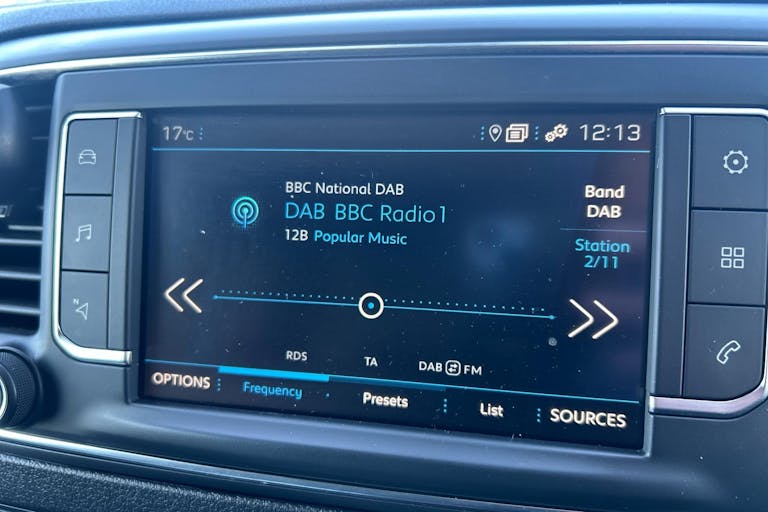 17°C
12:13
BBC National DAB
DAB BBC Radio1
12B Popular Music
Band
DAB
Station
2/11
RDS TA DAB FM
OPTIONS Frequency Presets List SOURCES
N